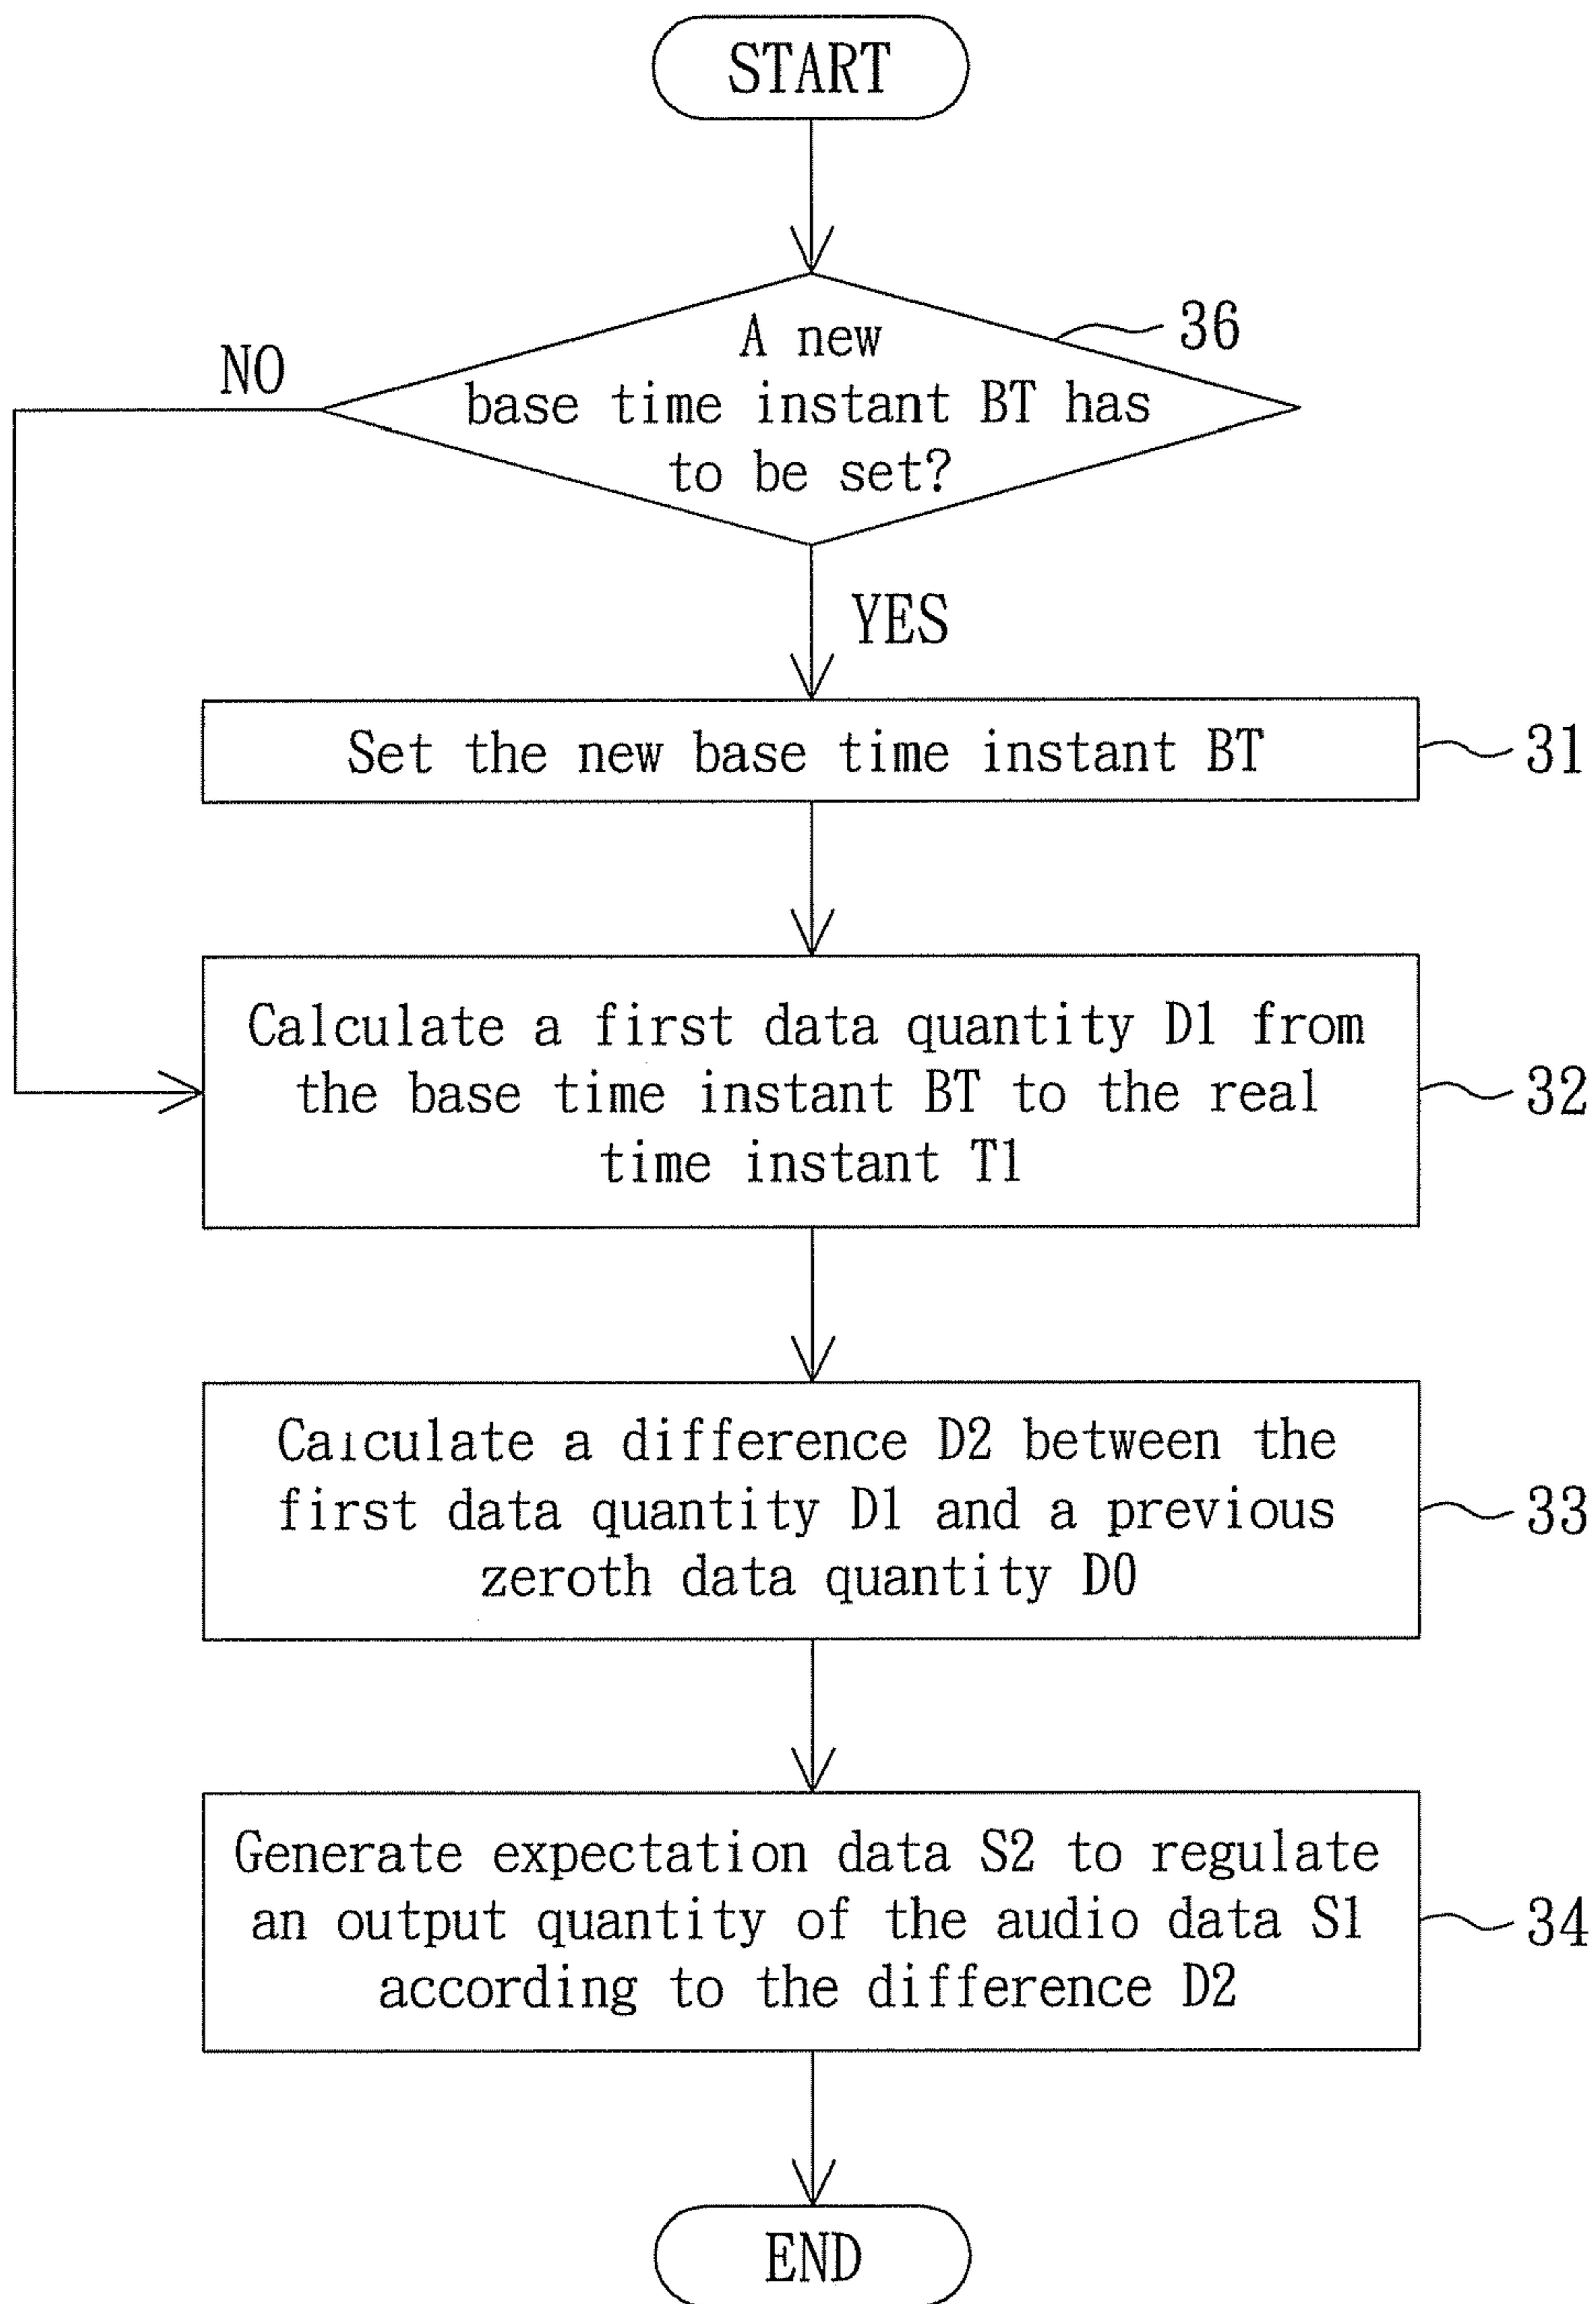 START
A new
36
NO
base time instant BT has
to be set?
YES
Set the new base time instant BT
31
Calculate a first data quantity D1 from
the base time instant BT to the real
32
time instant T1
Calculate a difference D2 between the
first data quantity D1 and a previous
33
zeroth data quantity D0
Generate expectation data S2 to regulate
an output quantity of the audio data S1
34
according to the difference D2
END